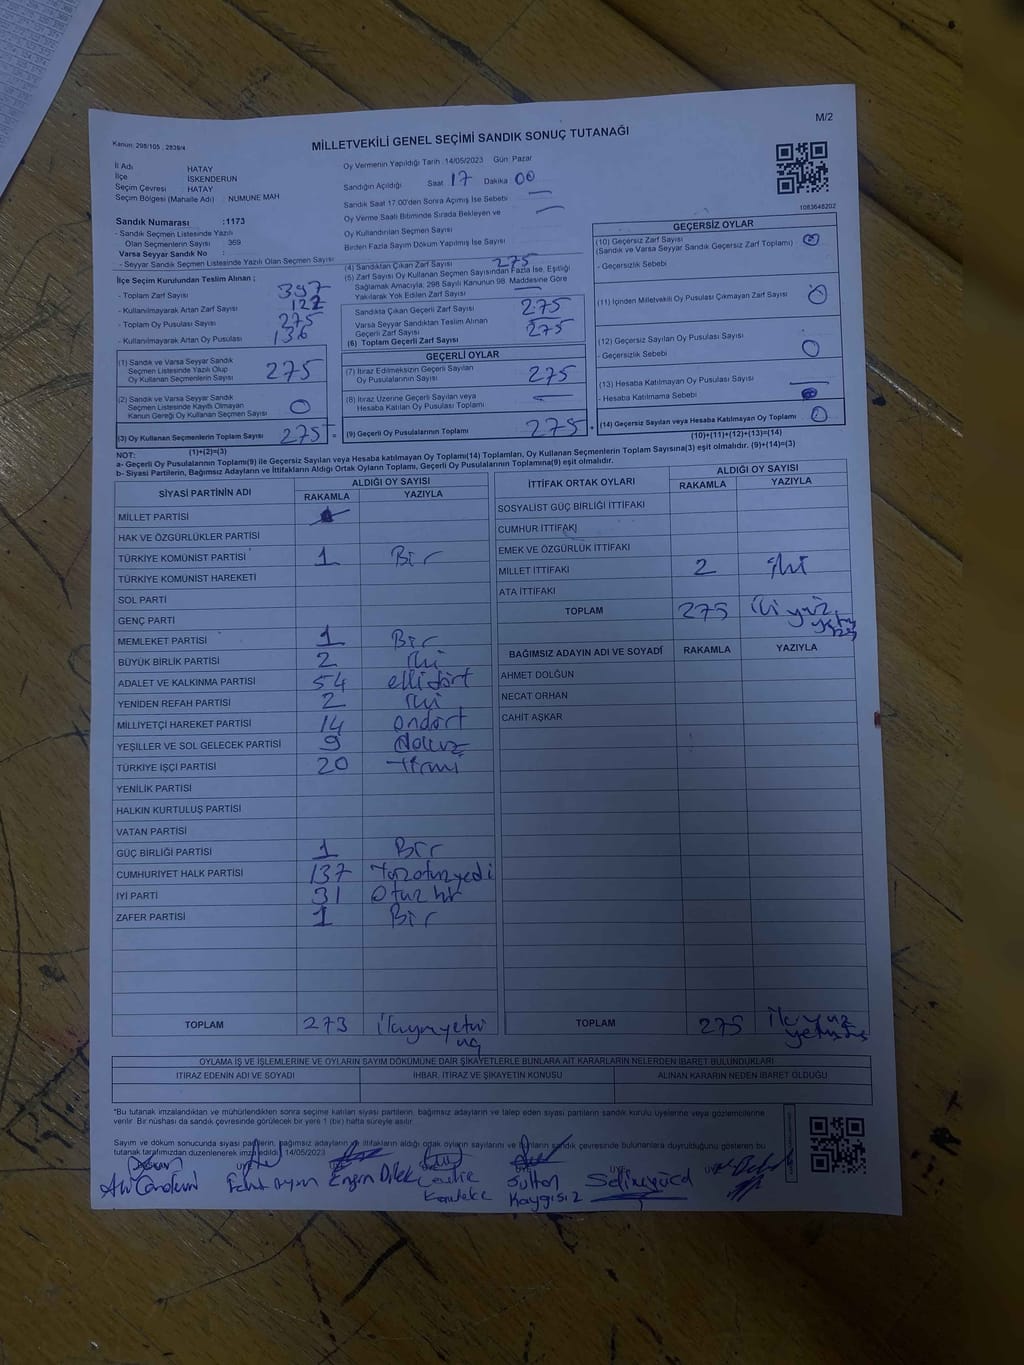 M/2
Kanun: 298/105 , 2839/4
MİLLETVEKİLİ GENEL SEÇİMİ SANDIK SONUÇ TUTANAĞI
İl Adı HATAY
İlçe İSKENDERUN
Seçim Çevresi HATAY
Seçim Bölgesi (Mahalle Adı) : NUMUNE MAH
Sandık Numarası :1173
- Sandık Seçmen Listesinde Yazılı
Olan Seçmenlerin Sayısı : 369
Varsa Seyyar Sandık No :
- Seyyar Sandık Seçmen Listesinde Yazılı Olan Seçmen Sayısı
İlçe Seçim Kurulundan Teslim Alınan ;
- Toplam Zarf Sayısı 397
- Kullanılmayarak Artan Zarf Sayısı 122
- Toplam Oy Pusulası Sayısı 275
- Kullanılmayarak Artan Oy Pusulası 136
(1) Sandık ve Varsa Seyyar Sandık
Seçmen Listesinde Yazılı Olup
Oy Kullanan Seçmenlerin Sayısı 275
(2) Sandık ve Varsa Seyyar Sandık
Seçmen Listesinde Kayıtlı Olmayan
Kanun Gereği Oy Kullanan Seçmen Sayısı 0
(3) Oy Kullanan Seçmenlerin Toplam Sayısı 275 =
(1)+(2)=(3)
Oy Vermenin Yapıldığı Tarih :14/05/2023 Gün: Pazar
Sandığın Açıldığı Saat 17 Dakika 00
Sandık Saat 17:00'den Sonra Açılmış İse Sebebi
Oy Verme Saati Bitiminde Sırada Bekleyen ve
Oy Kullandırılan Seçmen Sayısı
Birden Fazla Sayım Döküm Yapılmış İse Sayısı
(4) Sandıktan Çıkan Zarf Sayısı 275
(5) Zarf Sayısı Oy Kullanan Seçmen Sayısından Fazla İse, Eşitliği
Sağlamak Amacıyla, 298 Sayılı Kanunun 98. Maddesine Göre
Yakılarak Yok Edilen Zarf Sayısı
Sandıkta Çıkan Geçerli Zarf Sayısı 275
Varsa Seyyar Sandıktan Teslim Alınan
Geçerli Zarf Sayısı 275
(6) Toplam Geçerli Zarf Sayısı
GEÇERLİ OYLAR
(7) İtiraz Edilmeksizin Geçerli Sayılan
Oy Pusulalarının Sayısı 275
(8) İtiraz Üzerine Geçerli Sayılan veya
Hesaba Katılan Oy Pusulası Toplamı
(9) Geçerli Oy Pusulalarının Toplamı 275 +
1083648202
GEÇERSİZ OYLAR
(10) Geçersiz Zarf Sayısı
(Sandık ve Varsa Seyyar Sandık Geçersiz Zarf Toplamı) 0
- Geçersizlik Sebebi
(11) İçinden Milletvekili Oy Pusulası Çıkmayan Zarf Sayısı 0
(12) Geçersiz Sayılan Oy Pusulası Sayısı
- Geçersizlik Sebebi 0
(13) Hesaba Katılmayan Oy Pusulası Sayısı
- Hesaba Katılmama Sebebi
(14) Geçersiz Sayılan veya Hesaba Katılmayan Oy Toplamı 0
(10)+(11)+(12)+(13)=(14)
NOT:
a- Geçerli Oy Pusulaları Toplamı(9) ile Geçersiz Sayılan veya Hesaba Katılmayan Oy Toplamı(14) Toplamları, Oy Kullanan Seçmenlerin Toplam Sayısına(3) eşit olmalıdır. (9)+(14)=(3)
b- Siyasi Partilerin, Bağımsız Adayların ve İttifakların Aldığı Ortak Oyların Toplamı, Geçerli Oy Pusulalarının Toplamına(9) eşit olmalıdır.
SİYASİ PARTİNİN ADI ALDIĞI OY SAYISI
RAKAMLA YAZIYLA
MİLLET PARTİSİ
HAK VE ÖZGÜRLÜKLER PARTİSİ
TÜRKİYE KOMÜNİST PARTİSİ 1 Bir
TÜRKİYE KOMÜNİST HAREKETİ
SOL PARTİ
GENÇ PARTİ
MEMLEKET PARTİSİ 1 Bir
BÜYÜK BİRLİK PARTİSİ 2 iki
ADALET VE KALKINMA PARTİSİ 54 ellidört
YENİDEN REFAH PARTİSİ 2 iki
MİLLİYETÇİ HAREKET PARTİSİ 14 ondört
YEŞİLLER VE SOL GELECEK PARTİSİ 9 dokuz
TÜRKİYE İŞÇİ PARTİSİ 20 Yirmi
YENİLİK PARTİSİ
HALKIN KURTULUŞ PARTİSİ
VATAN PARTİSİ
GÜÇ BİRLİĞİ PARTİSİ 1 Bir
CUMHURİYET HALK PARTİSİ 137 Yüzotuzyedi
İYİ PARTİ 31 Otuzbir
ZAFER PARTİSİ 1 Bir
TOPLAM 273 ikiyüzyetmi
üç
İTTİFAK ORTAK OYLARI ALDIĞI OY SAYISI
RAKAMLA YAZIYLA
SOSYALİST GÜÇ BİRLİĞİ İTTİFAKI
CUMHUR İTTİFAKI
EMEK VE ÖZGÜRLÜK İTTİFAKI
MİLLET İTTİFAKI 2 iki
ATA İTTİFAKI
TOPLAM 275 ikiyüz
BAĞIMSIZ ADAYIN ADI VE SOYADI RAKAMLA YAZIYLA
AHMET DOLĞUN
NECAT ORHAN
CAHİT AŞKAR
TOPLAM 275 ikiyüz
OYLAMA İŞ VE İŞLEMLERİNE VE OYLARIN SAYIM DÖKÜMÜNE DAİR ŞİKAYETLERLE BUNLARA AİT KARARLARIN NELERDEN İBARET BULUNDUKLARI
İTİRAZ EDENİN ADI VE SOYADI İHBAR, İTİRAZ VE ŞİKAYETİN KONUSU ALINAN KARARIN NEDEN İBARET OLDUĞU
*Bu tutanak imzalandıktan ve mühürlendikten sonra seçime katılan siyasi partilerin, bağımsız adayların ve talep eden siyasi partilerin sandık kurulu üyelerine veya gözlemcilerine
verilir. Bir nüshası da sandık çevresinde görülecek bir yere 1 (bir) hafta süreyle asılır.
Sayım ve döküm sonucunda siyasi partilerin, bağımsız adayların ve ittifakların aldığı ortak oyların sayılarını ve bunların sandık çevresinde bulunanlara duyrulduğunu gösteren bu
tutanak tarafımızdan düzenlenerek imza edildi. 14/05/2023
Engin Dilek
Sultan
Kaygısız